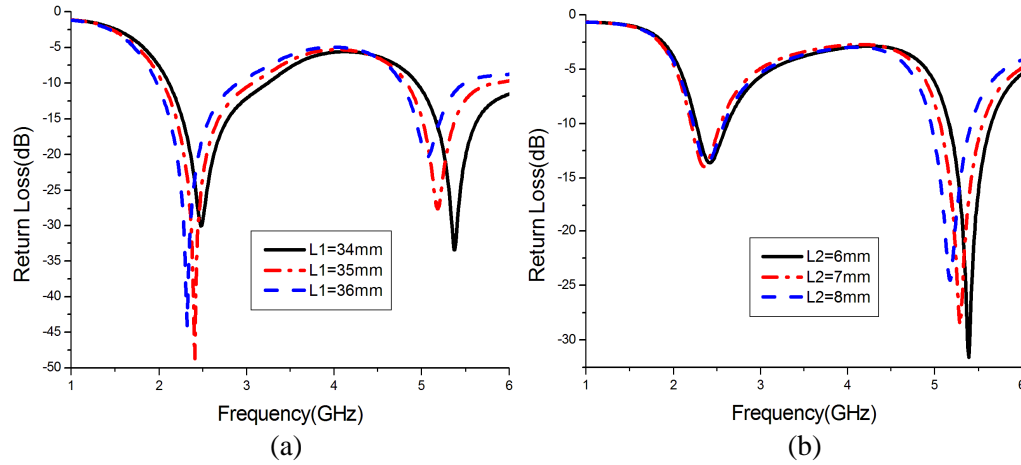 0
-5
-10
-15
-20
-25
-30
-35
-40
-45
-50
Return Loss(dB)
L1=34mm
L1=35mm
L1=36mm
1 2 3 4 5 6
Frequency(GHz)
(a)
0
-5
-10
-15
-20
-25
-30
Return Loss(dB)
L2=6mm
L2=7mm
L2=8mm
1 2 3 4 5 6
Frequency(GHz)
(b)